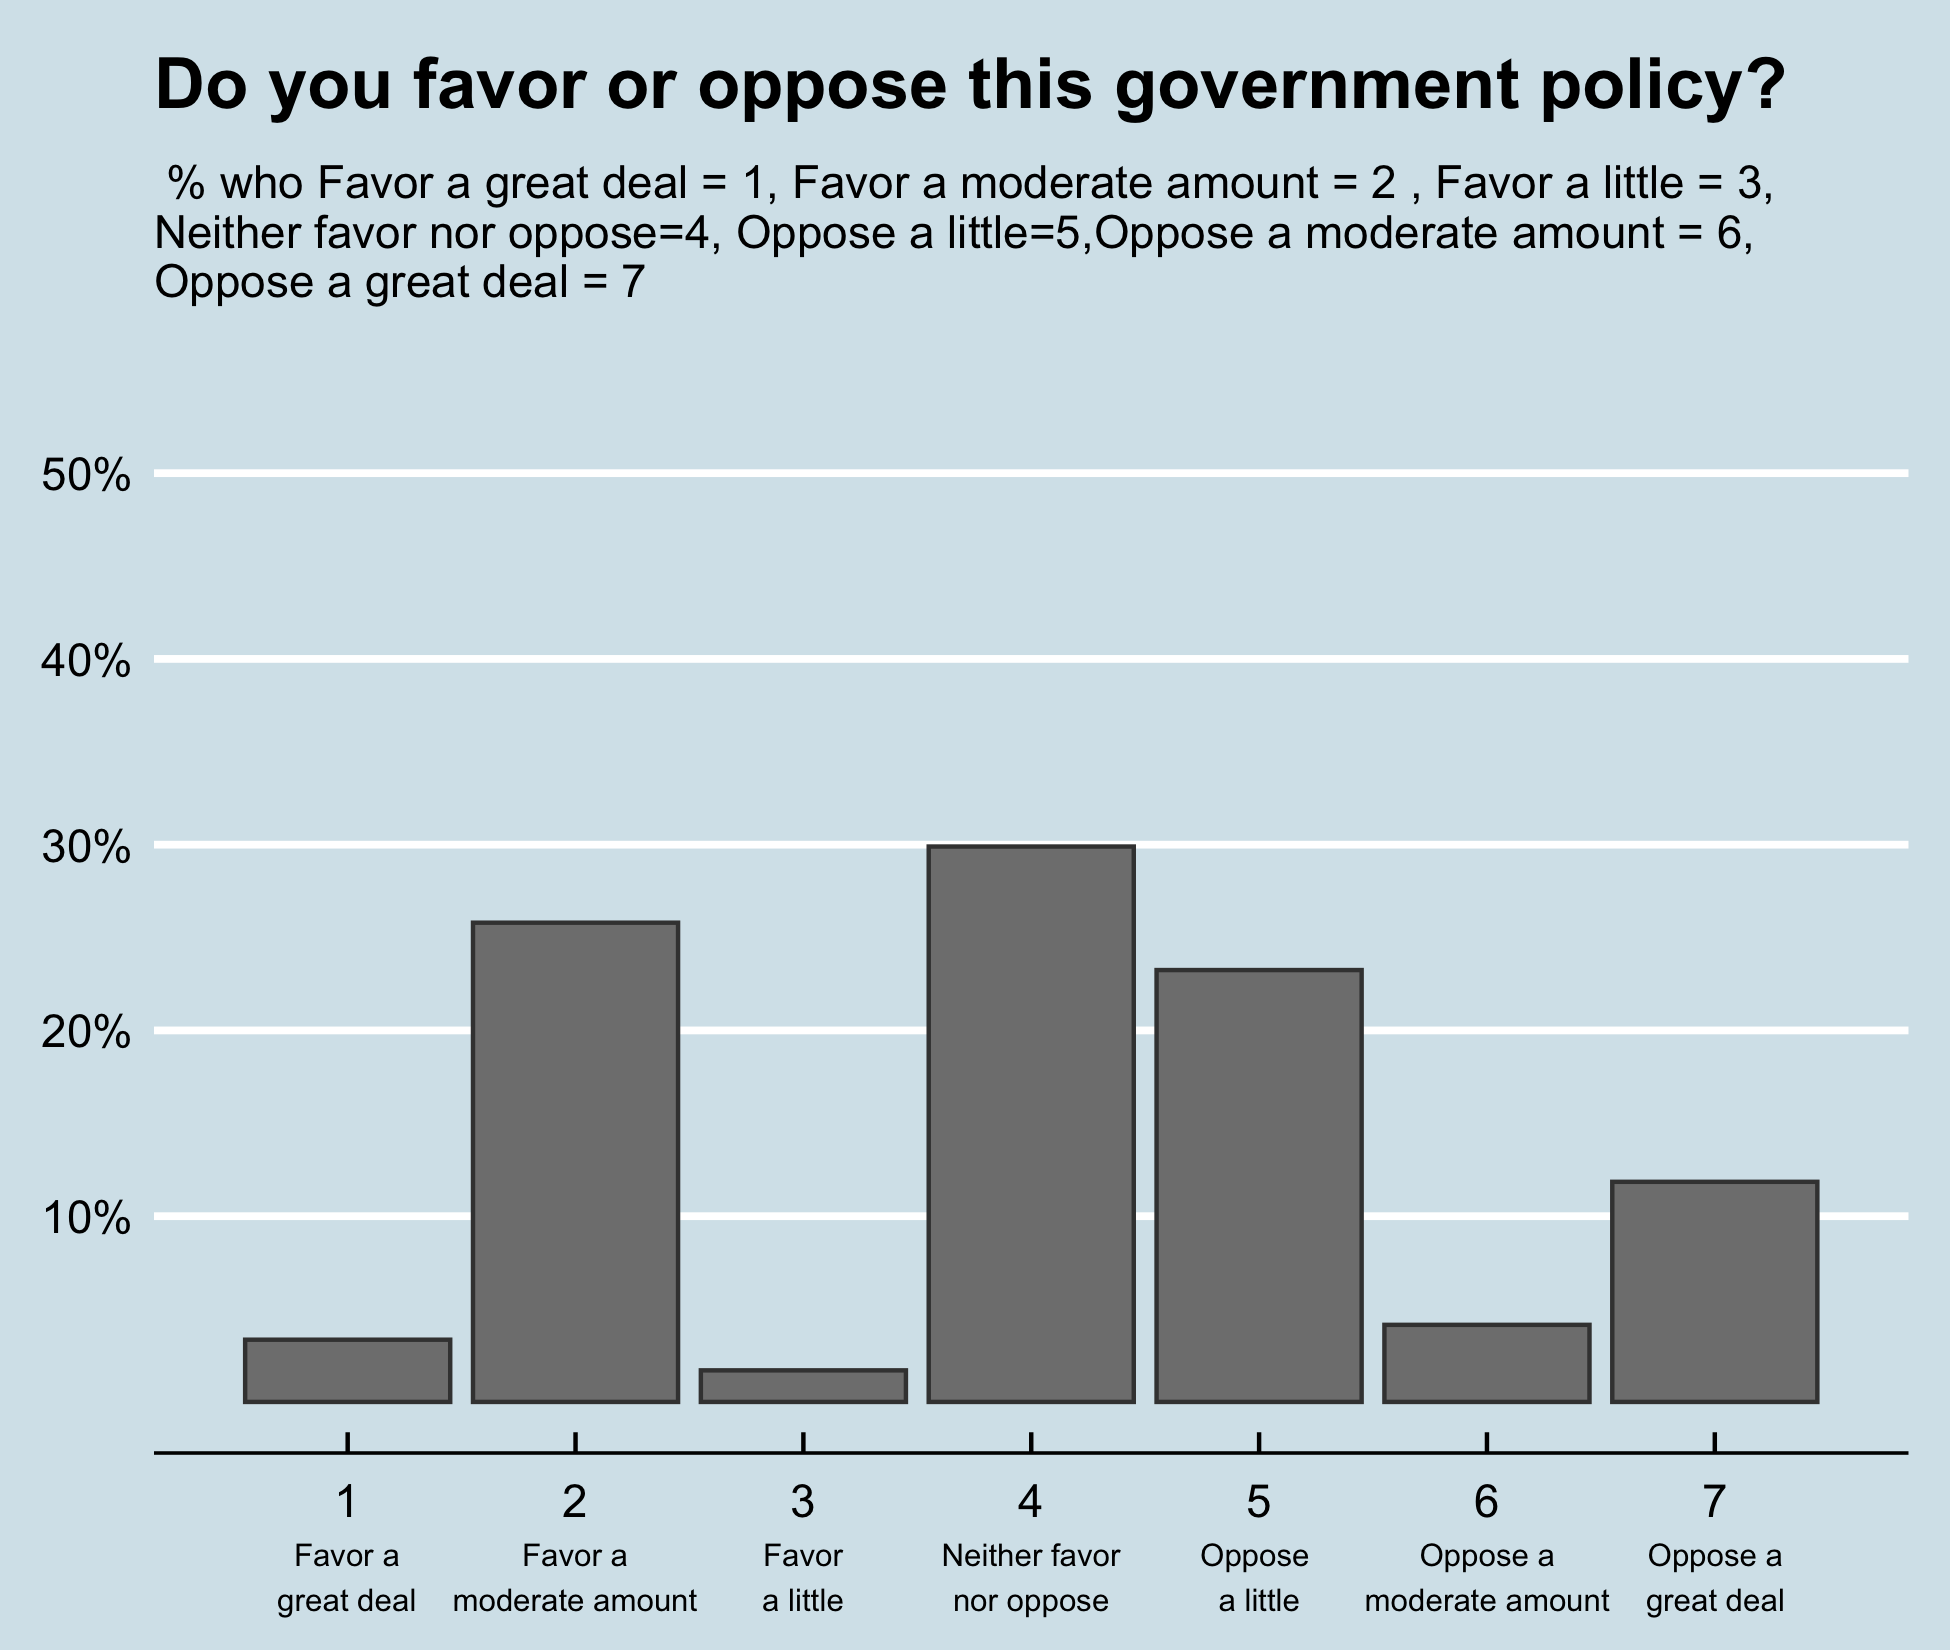 Do you favor or oppose this government policy?
% who Favor a great deal = 1, Favor a moderate amount = 2 , Favor a little = 3,
Neither favor nor oppose=4, Oppose a little=5,Oppose a moderate amount = 6,
Oppose a great deal = 7
50%
40%
30%
20%
10%
1 2 3 4 5 6 7
Favor a Favor a Favor Neither favor Oppose Oppose a Oppose a
great deal moderate amount a little nor oppose a little moderate amount great deal